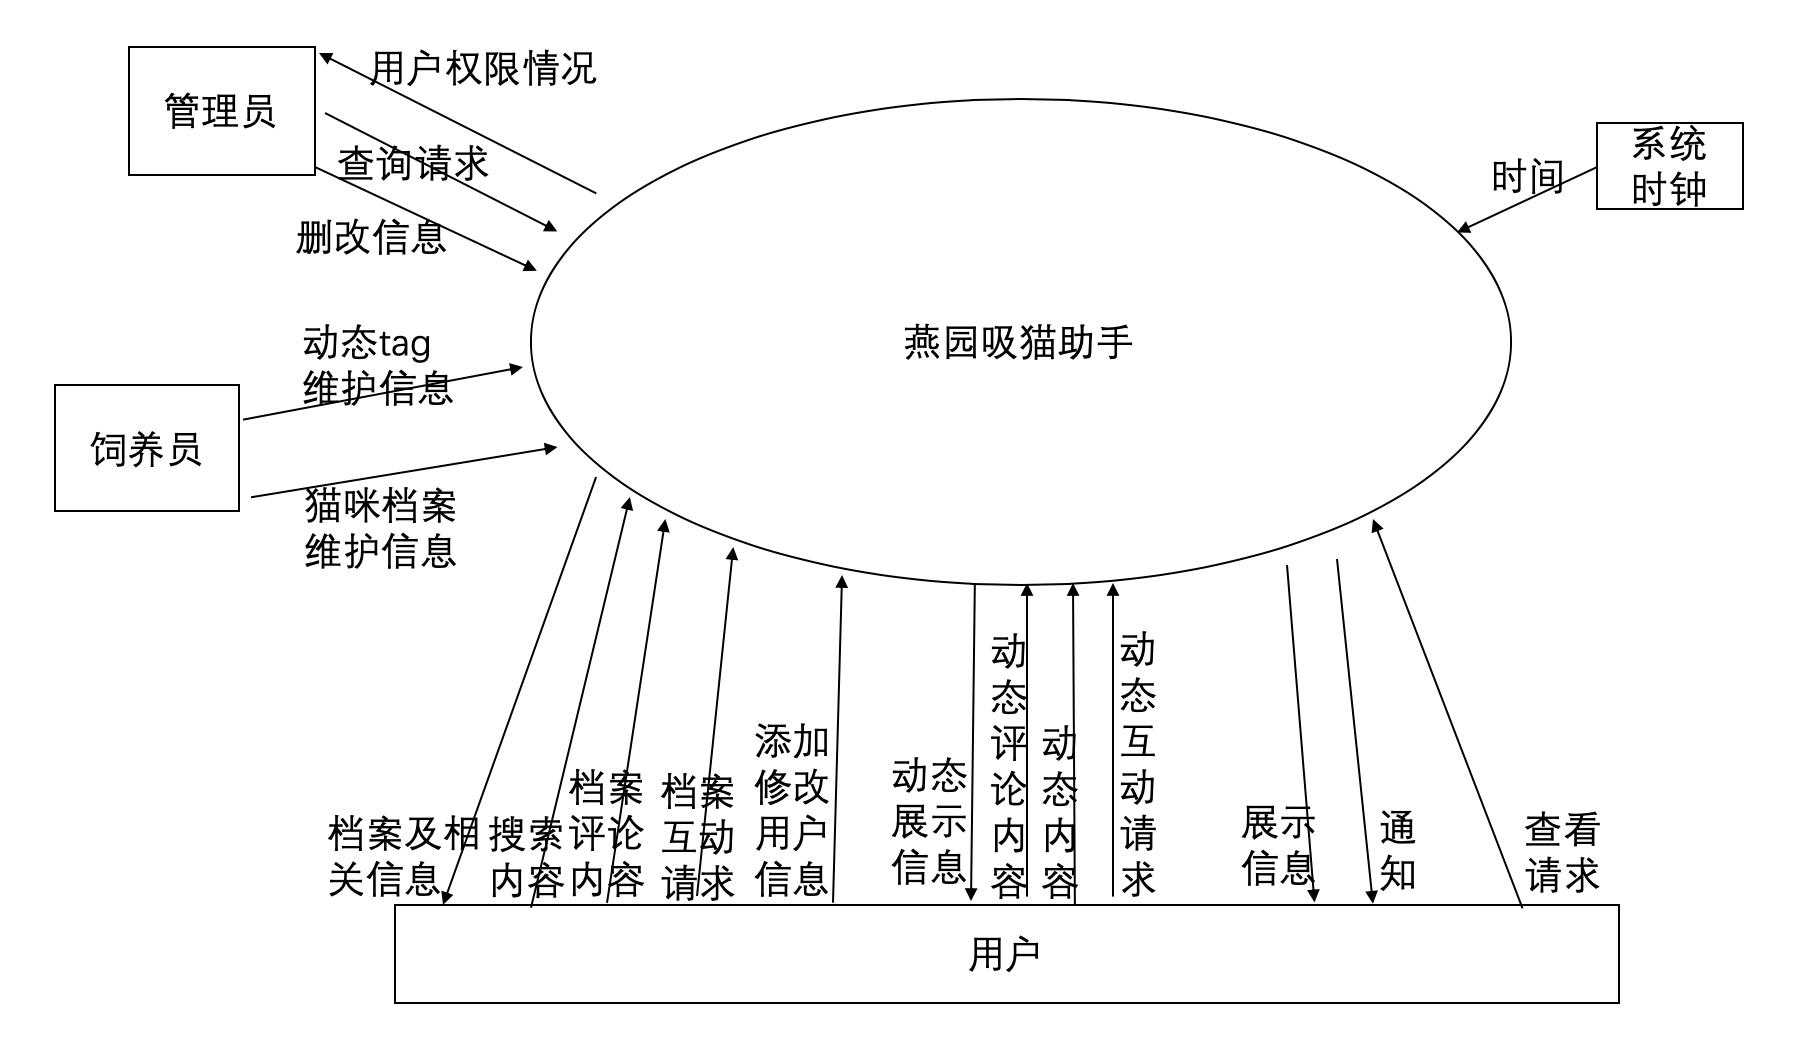 用户权限情况
管理员
查询请求
删改信息
系统
时钟
时间
燕园吸猫助手
动态tag
维护信息
饲养员
猫咪档案
维护信息
档案及相
关信息
搜索
内容
档案
评论
内容
档案
互动
请求
添加
修改
用户
信息
动态
展示
信息
动
态
评
论
内
容
动
态
内
容
动
态
互
动
请
求
展示
信息
通
知
查看
请求
用户